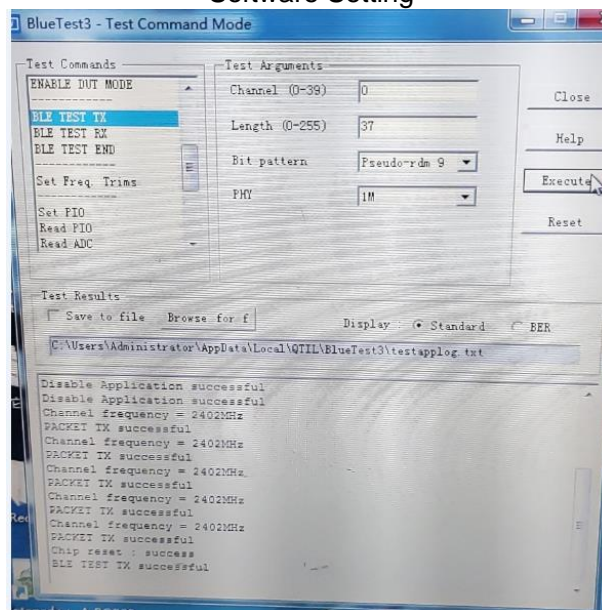 Software Setting
BlueTest3 - Test Command Mode
Test Commands
ENABLE DUT MODE
BLE TEST TX
BLE TEST RX
BLE TEST END
Set Freq. Trims
Set PIO
Read PIO
Read ADC
Test Arguments
Channel (0-39) 0
Length (0-255) 37
Bit pattern Pseudo-rdm 9
PHY 1M
Close
Help
Execute
Reset
Test Results
Save to file Browse for f Display : Standard BER
C:\Users\Administrator\AppData\Local\QTIL\BlueTest3\testapplog.txt
Disable Application successful
Disable Application successful
Channel frequency = 2402MHz
PACKET TX successful
Channel frequency = 2402MHz
PACKET TX successful
Channel frequency = 2402MHz
PACKET TX successful
Channel frequency = 2402MHz
PACKET TX successful
Channel frequency = 2402MHz
PACKET TX successful
Chip reset : success
BLE TEST TX successful